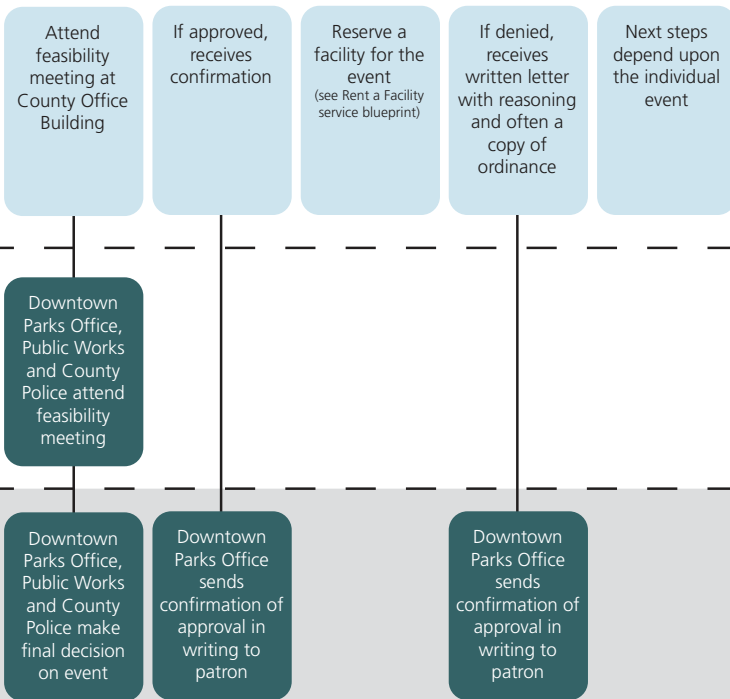 Attend
feasibility
meeting at
County Office
Building
If approved,
receives
confirmation
Reserve a
facility for the
event
(see Rent a Facility
service blueprint)
If denied,
receives
written letter
with reasoning
and often a
copy of
ordinance
Next steps
depend upon
the individual
event
Downtown
Parks Office,
Public Works
and County
Police attend
feasibility
meeting
Downtown
Parks Office,
Public Works
and County
Police make
final decision
on event
Downtown
Parks Office
sends
confirmation of
approval in
writing to
patron
Downtown
Parks Office
sends
confirmation of
approval in
writing to
patron